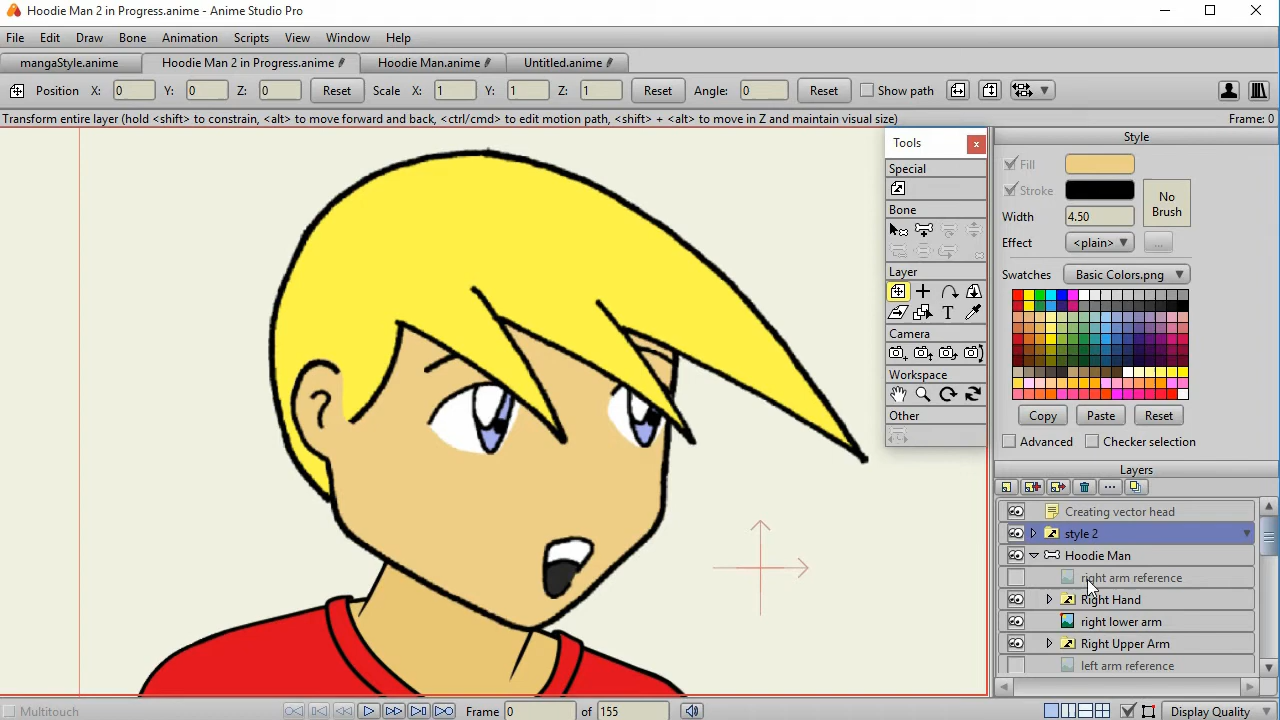 Hoodie Man 2 in Progress.anime - Anime Studio Pro
File Edit Draw Bone Animation Scripts View Window Help
mangaStyle.anime Hoodie Man 2 in Progress.anime Hoodie Man.anime Untitled.anime
Position X: 0 Y: 0 Z: 0 Reset Scale X: 1 Y: 1 Z: 1 Reset Angle: 0 Reset Show path
Transform entire layer (hold <shift> to constrain, <alt> to move forward and back, <ctrl/cmd> to edit motion path, <shift> + <alt> to move in Z and maintain visual size) Frame: 0
Tools
Special
Bone
Layer
T
Camera
Workspace
Other
Style
Fill
Stroke
No Brush
Width 4.50
Effect <plain> ...
Swatches Basic Colors.png
Copy Paste Reset
Advanced Checker selection
Layers
Creating vector head
style 2
Hoodie Man
right arm reference
Right Hand
right lower arm
Right Upper Arm
left arm reference
Multitouch Frame 0 of 155 Display Quality